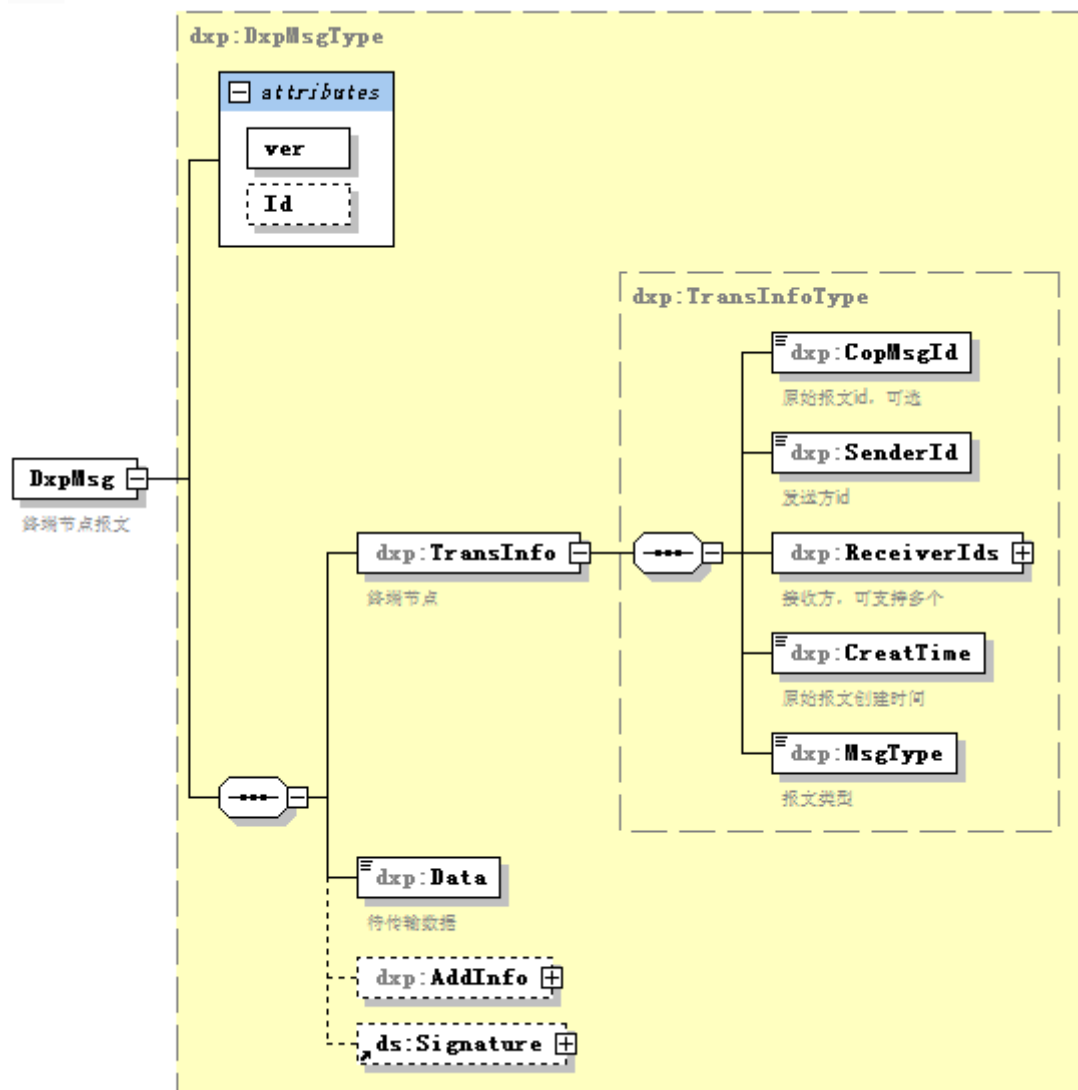 dxp:DxpMsgType
attributes
ver
Id
dxp:TransInfoType
dxp:CopMsgId
原始报文id，可选
dxp:SenderId
发送方id
DxpMsg
终端节点报文
dxp:TransInfo
终端节点
dxp:ReceiverIds
接收方，可支持多个
dxp:CreatTime
原始报文创建时间
dxp:MsgType
报文类型
dxp:Data
待传输数据
dxp:AddInfo
ds:Signature